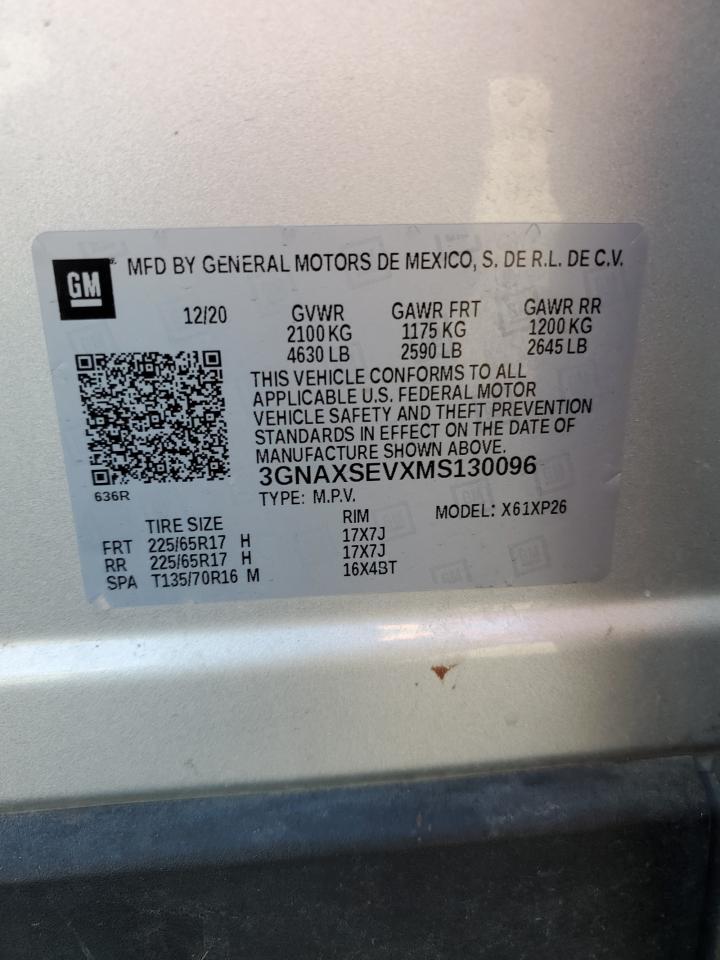 GM
MFD BY GENERAL MOTORS DE MEXICO, S. DE R.L. DE C.V.
12/20 GVWR GAWR FRT GAWR RR
2100 KG 1175 KG 1200 KG
4630 LB 2590 LB 2645 LB
THIS VEHICLE CONFORMS TO ALL
APPLICABLE U.S. FEDERAL MOTOR
VEHICLE SAFETY AND THEFT PREVENTION
STANDARDS IN EFFECT ON THE DATE OF
MANUFACTURE SHOWN ABOVE.
3GNAXSEVXMS130096
636R
TYPE: M.P.V. MODEL: X61XP26
TIRE SIZE RIM
FRT 225/65R17 H 17X7J
RR 225/65R17 H 17X7J
SPA T135/70R16 M 16X4BT